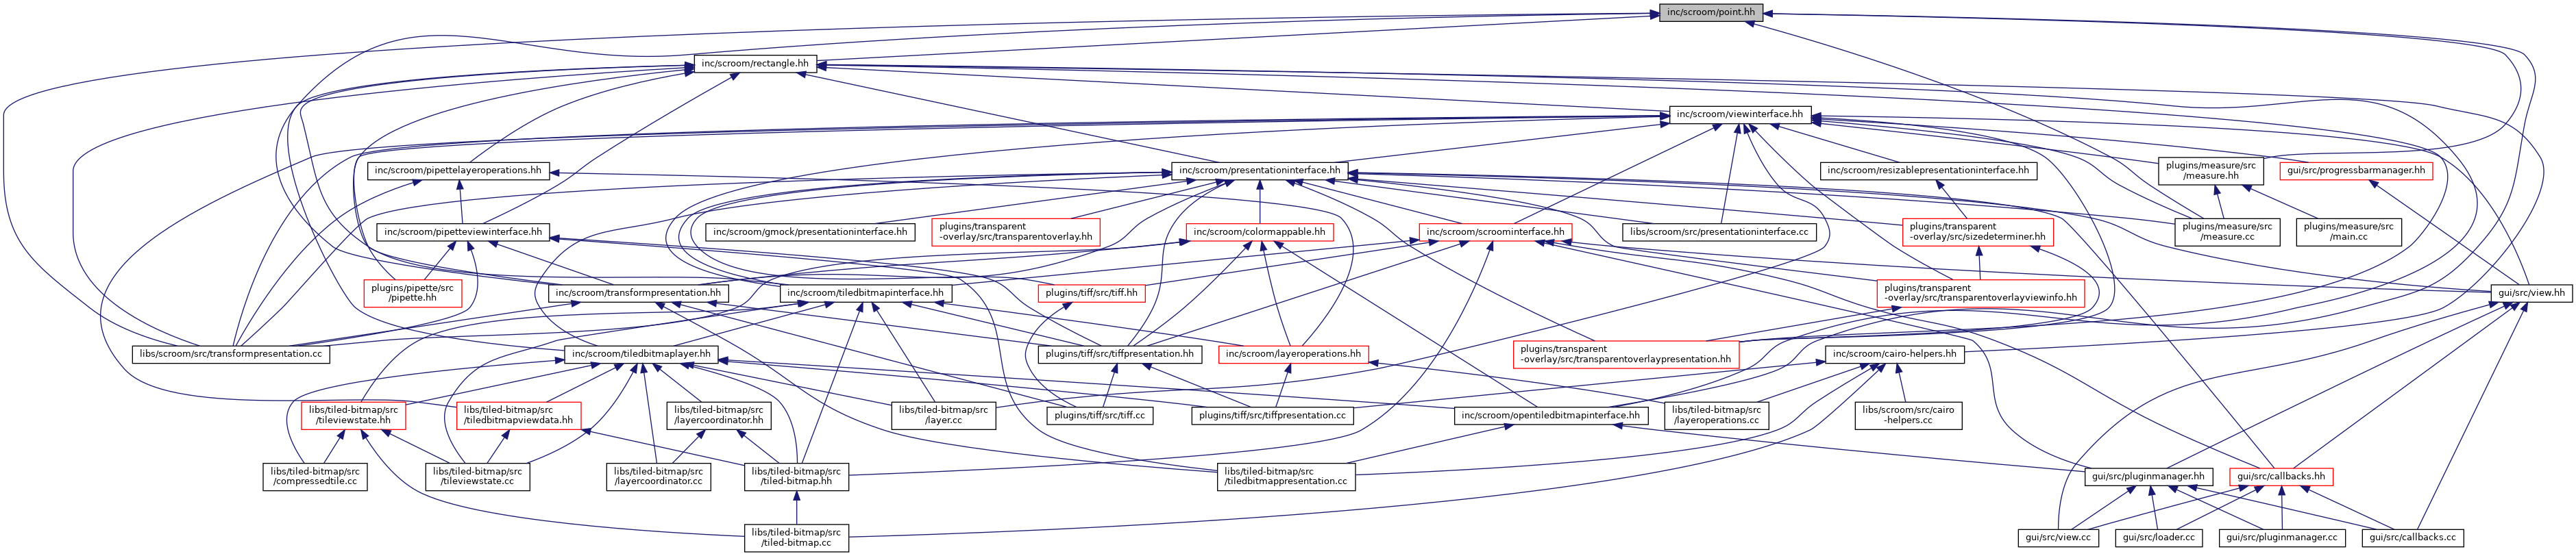 inc/scroom/point.hh
inc/scroom/rectangle.hh
inc/scroom/viewinterface.hh
inc/scroom/pipettelayeroperations.hh
inc/scroom/presentationinterface.hh
inc/scroom/resizablepresentationinterface.hh
plugins/measure/src
/measure.hh
gui/src/progressbarmanager.hh
inc/scroom/pipetteviewinterface.hh
inc/scroom/gmock/presentationinterface.hh
plugins/transparent
-overlay/src/transparentoverlay.hh
inc/scroom/colormappable.hh
inc/scroom/scroominterface.hh
libs/scroom/src/presentationinterface.cc
plugins/transparent
-overlay/src/sizedeterminer.hh
plugins/measure/src
/measure.cc
plugins/measure/src
/main.cc
plugins/pipette/src
/pipette.hh
inc/scroom/transformpresentation.hh
inc/scroom/tiledbitmapinterface.hh
plugins/tiff/src/tiff.hh
plugins/transparent
-overlay/src/transparentoverlayviewinfo.hh
gui/src/view.hh
libs/scroom/src/transformpresentation.cc
inc/scroom/tiledbitmaplayer.hh
plugins/tiff/src/tiffpresentation.hh
inc/scroom/layeroperations.hh
plugins/transparent
-overlay/src/transparentoverlaypresentation.hh
inc/scroom/cairo-helpers.hh
libs/tiled-bitmap/src
/tileviewstate.hh
libs/tiled-bitmap/src
/tiledbitmapviewdata.hh
libs/tiled-bitmap/src
/layercoordinator.hh
libs/tiled-bitmap/src
/layer.cc
plugins/tiff/src/tiff.cc
plugins/tiff/src/tiffpresentation.cc
inc/scroom/opentiledbitmapinterface.hh
libs/tiled-bitmap/src
/layeroperations.cc
libs/scroom/src/cairo
-helpers.cc
libs/tiled-bitmap/src
/compressedtile.cc
libs/tiled-bitmap/src
/tileviewstate.cc
libs/tiled-bitmap/src
/layercoordinator.cc
libs/tiled-bitmap/src
/tiled-bitmap.hh
libs/tiled-bitmap/src
/tiledbitmappresentation.cc
gui/src/pluginmanager.hh
gui/src/callbacks.hh
libs/tiled-bitmap/src
/tiled-bitmap.cc
gui/src/view.cc
gui/src/loader.cc
gui/src/pluginmanager.cc
gui/src/callbacks.cc